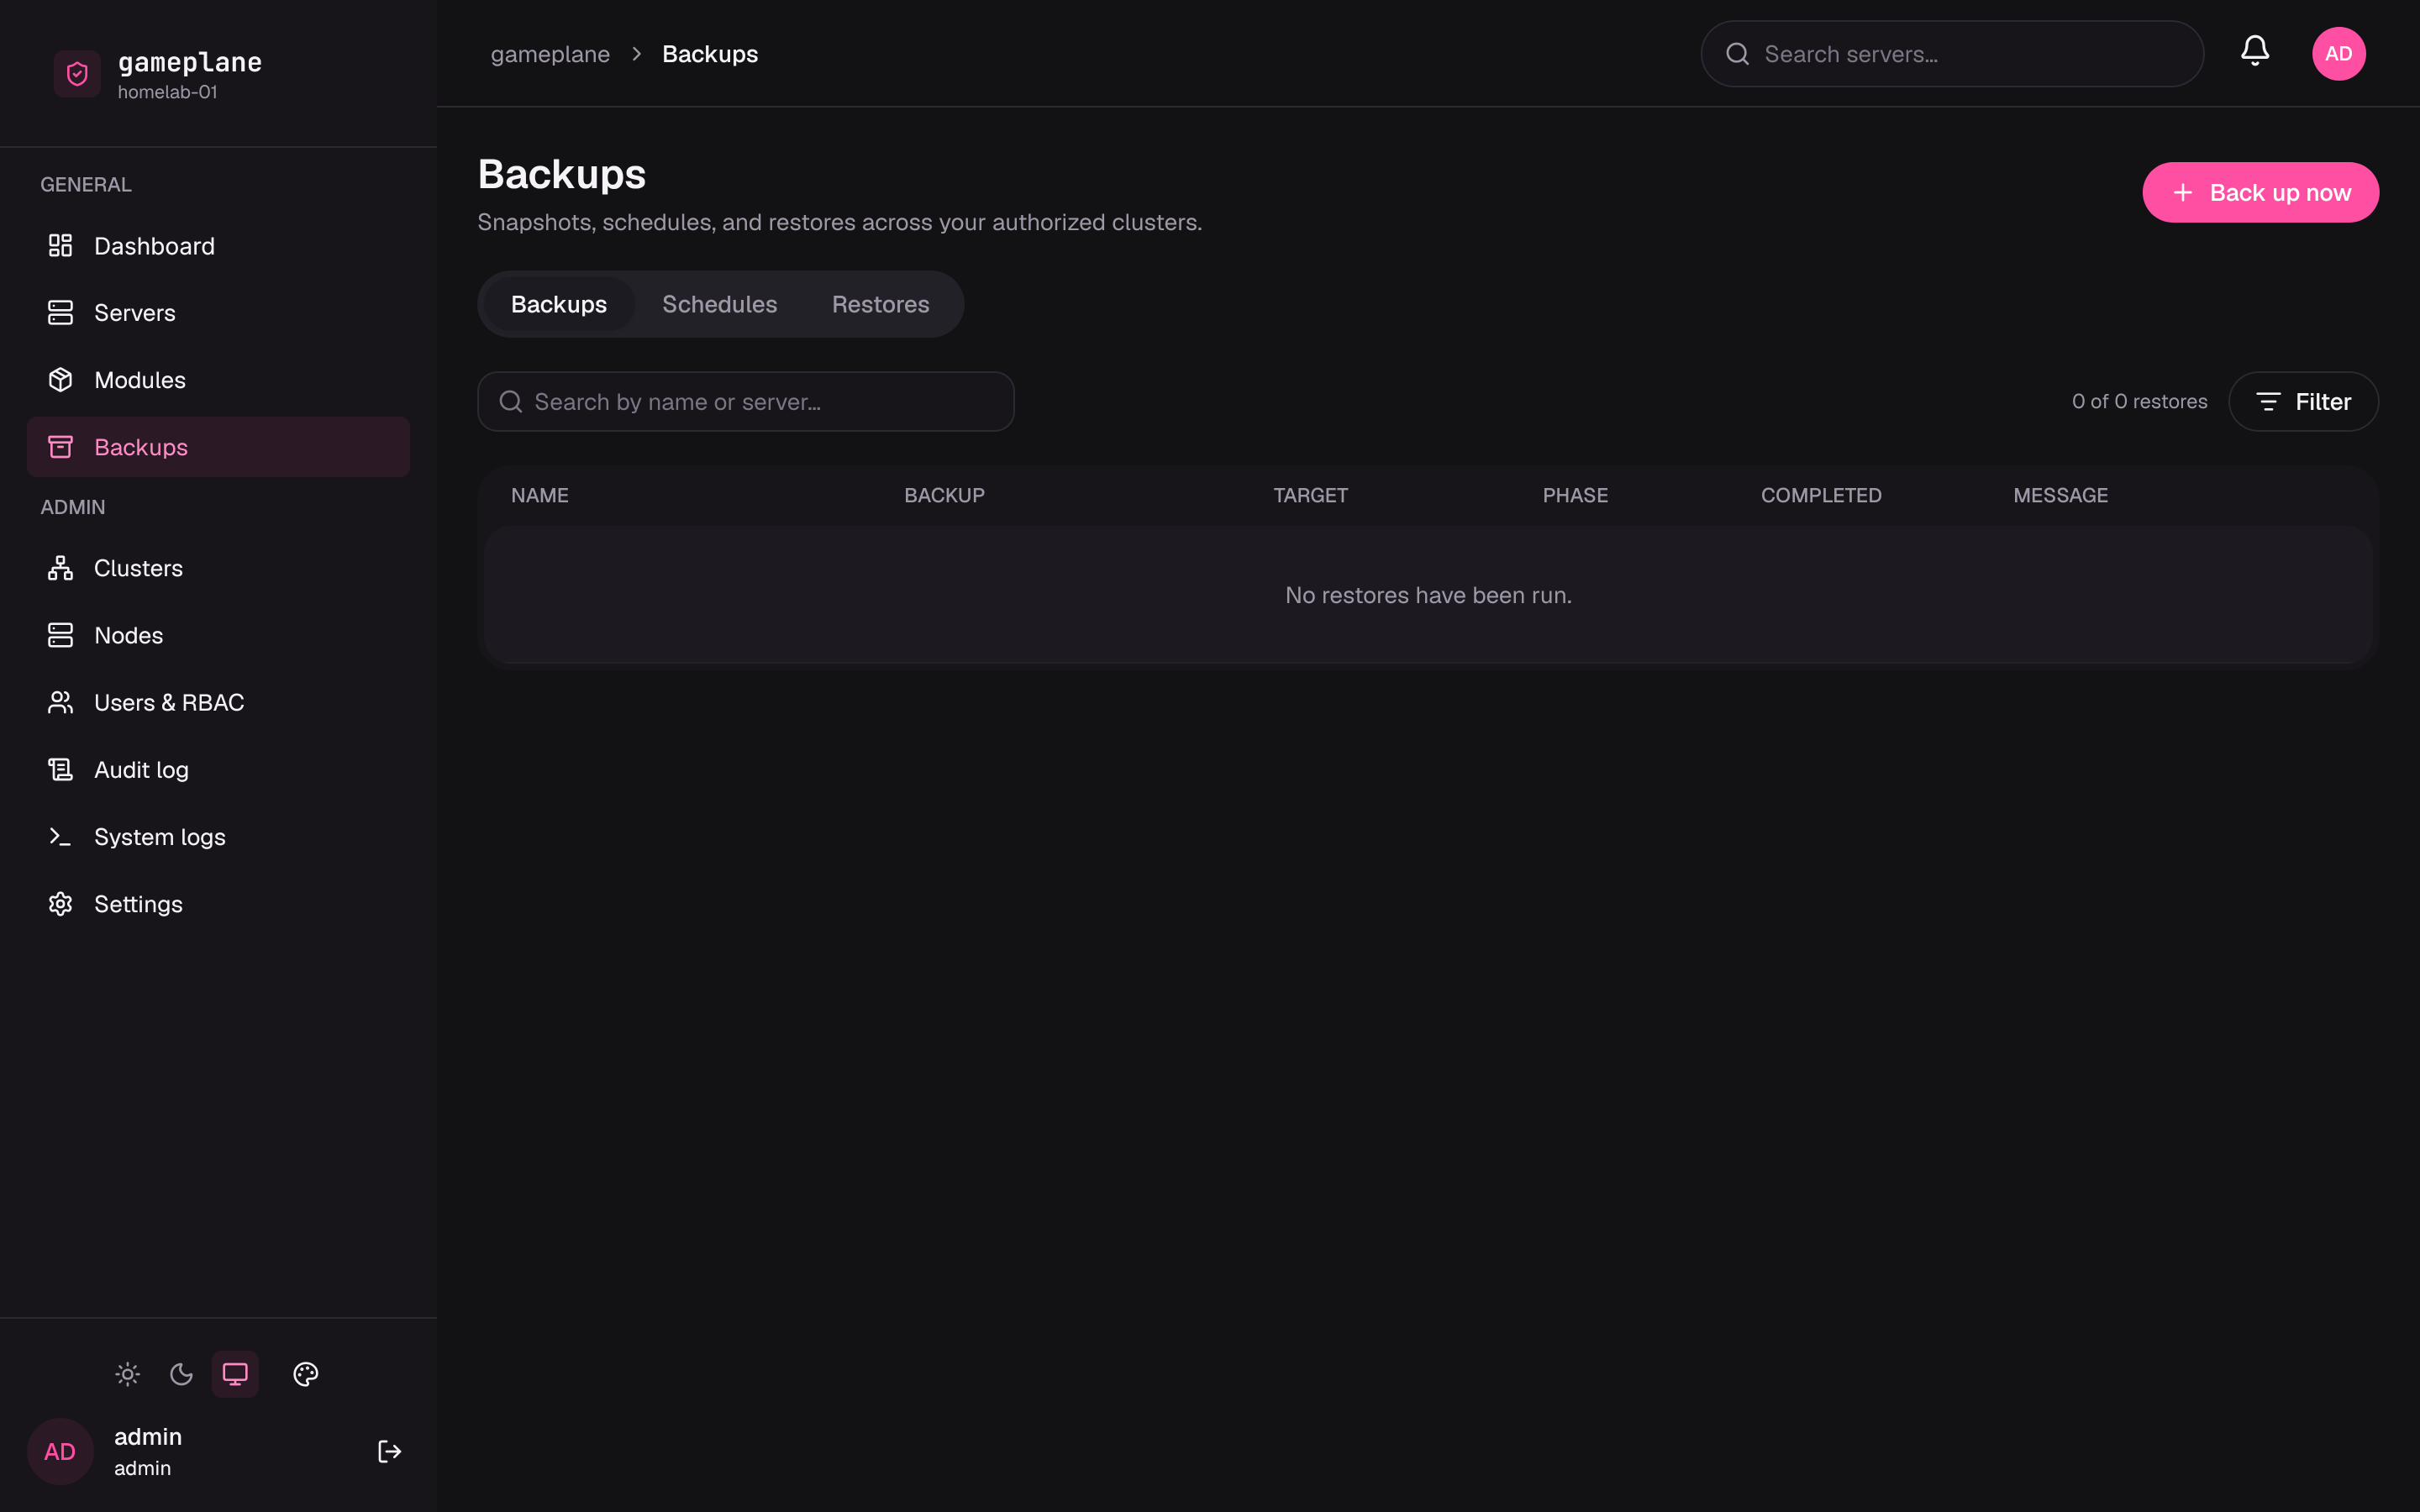 gameplane
homelab-01
GENERAL
Dashboard
Servers
Modules
Backups
ADMIN
Clusters
Nodes
Users & RBAC
Audit log
System logs
Settings
AD
admin
admin
gameplane > Backups
Search servers...
AD
Backups
Snapshots, schedules, and restores across your authorized clusters.
Back up now
Backups Schedules Restores
Search by name or server...
0 of 0 restores
Filter
NAME BACKUP TARGET PHASE COMPLETED MESSAGE
No restores have been run.